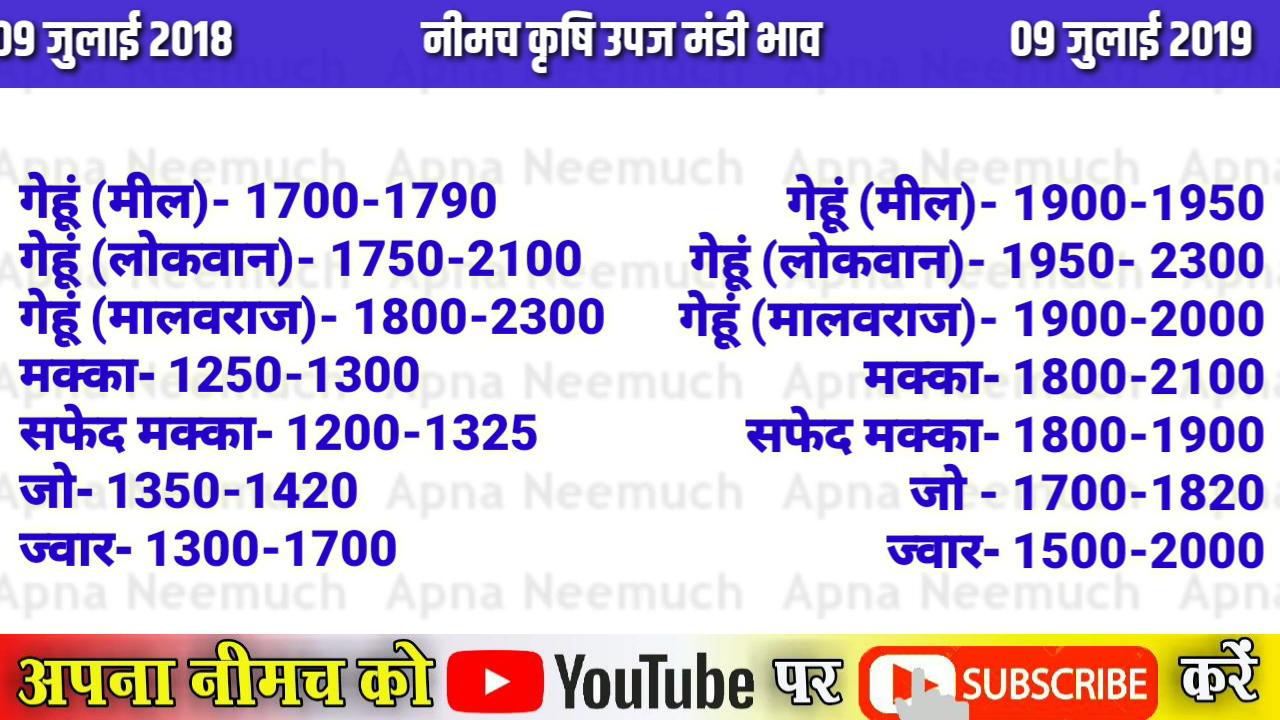 09 जुलाई 2018
नीमच कृषि उपज मंडी भाव
09 जुलाई 2019
गेहूं (मील)- 1700-1790
गेहूं (लोकवान)- 1750-2100
गेहूं (मालवराज)- 1800-2300
मक्का- 1250-1300
सफेद मक्का- 1200-1325
जो- 1350-1420
ज्वार- 1300-1700
गेहूं (मील)- 1900-1950
गेहूं (लोकवान)- 1950- 2300
गेहूं (मालवराज)- 1900-2000
मक्का- 1800-2100
सफेद मक्का- 1800-1900
जो - 1700-1820
ज्वार- 1500-2000
Apna Neemuch
अपना नीमच को YouTube पर SUBSCRIBE करें